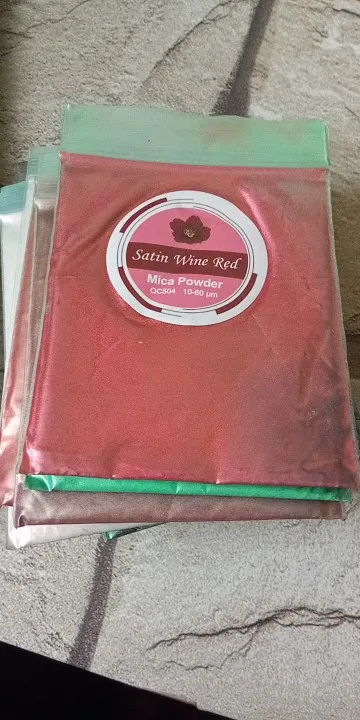 Satin Wine Red
Mica Powder
QC504 10-60 µm